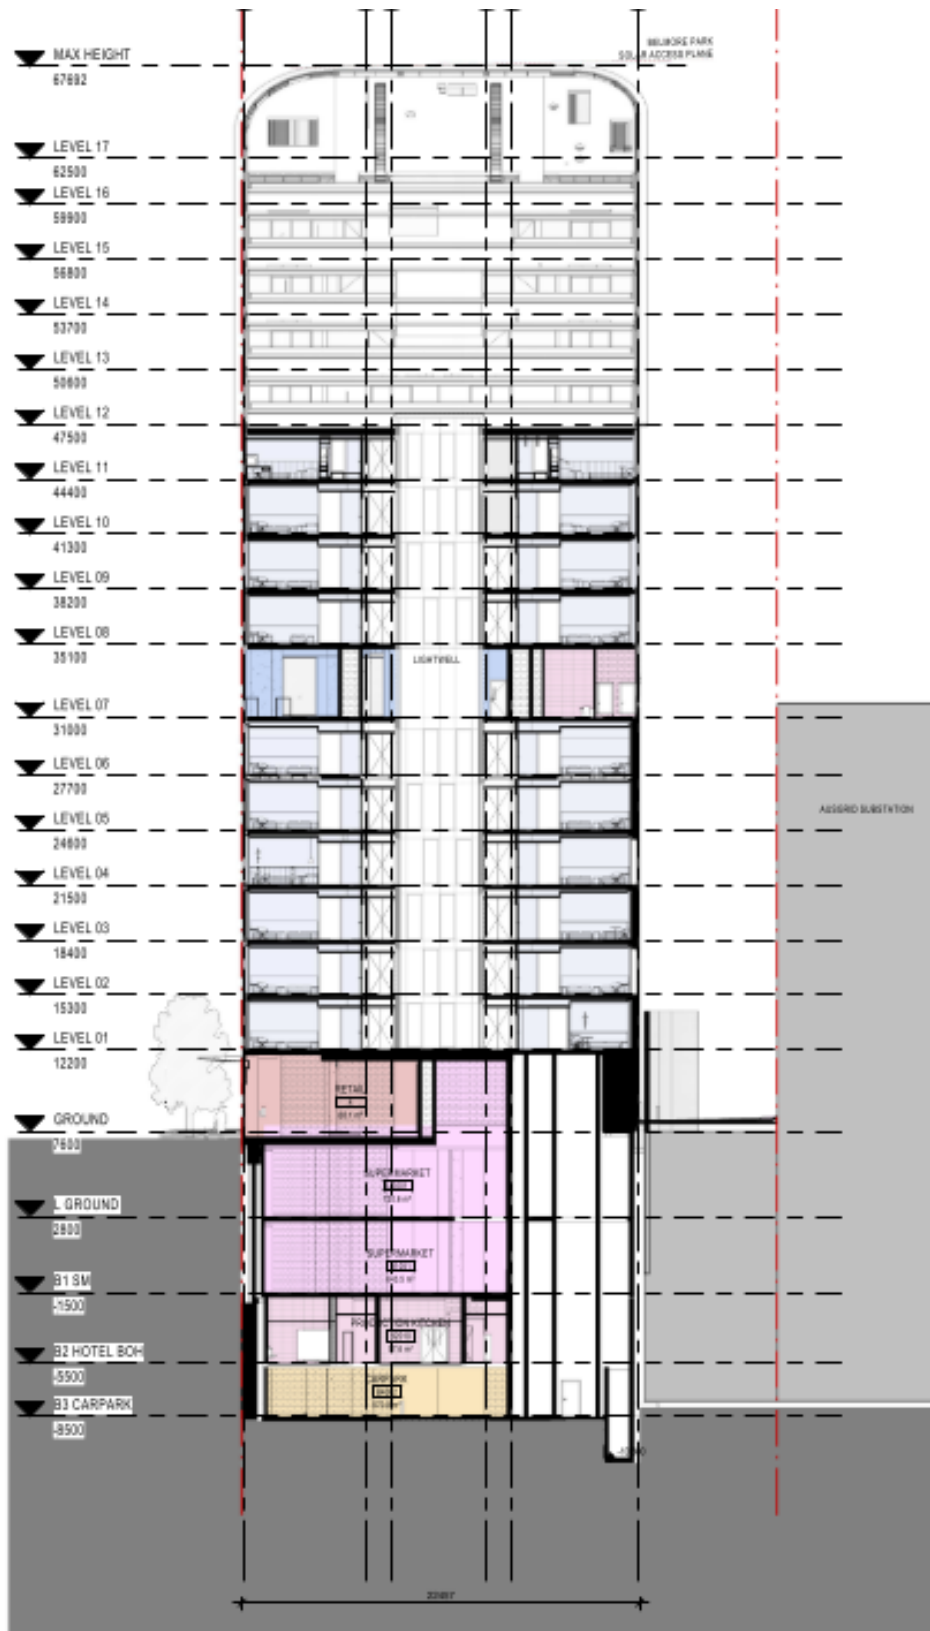 BELMORE PARK
SOLAR ACCESS PLANE
MAX HEIGHT
67692
LEVEL 17
62500
LEVEL 16
59900
LEVEL 15
56800
LEVEL 14
53700
LEVEL 13
50600
LEVEL 12
47500
LEVEL 11
44400
LEVEL 10
41300
LEVEL 09
38200
LEVEL 08
35100
LIGHTWELL
LEVEL 07
31000
LEVEL 06
27700
AUSGRID SUBSTATION
LEVEL 05
24600
LEVEL 04
21500
LEVEL 03
18400
LEVEL 02
15300
LEVEL 01
12200
RETAIL
GROUND
7600
SUPERMARKET
L GROUND
2800
SUPERMARKET
B1 SM
-1500
PRODUCTION KITCHEN
B2 HOTEL BOH
-5500
CARPARK
B3 CARPARK
-9500